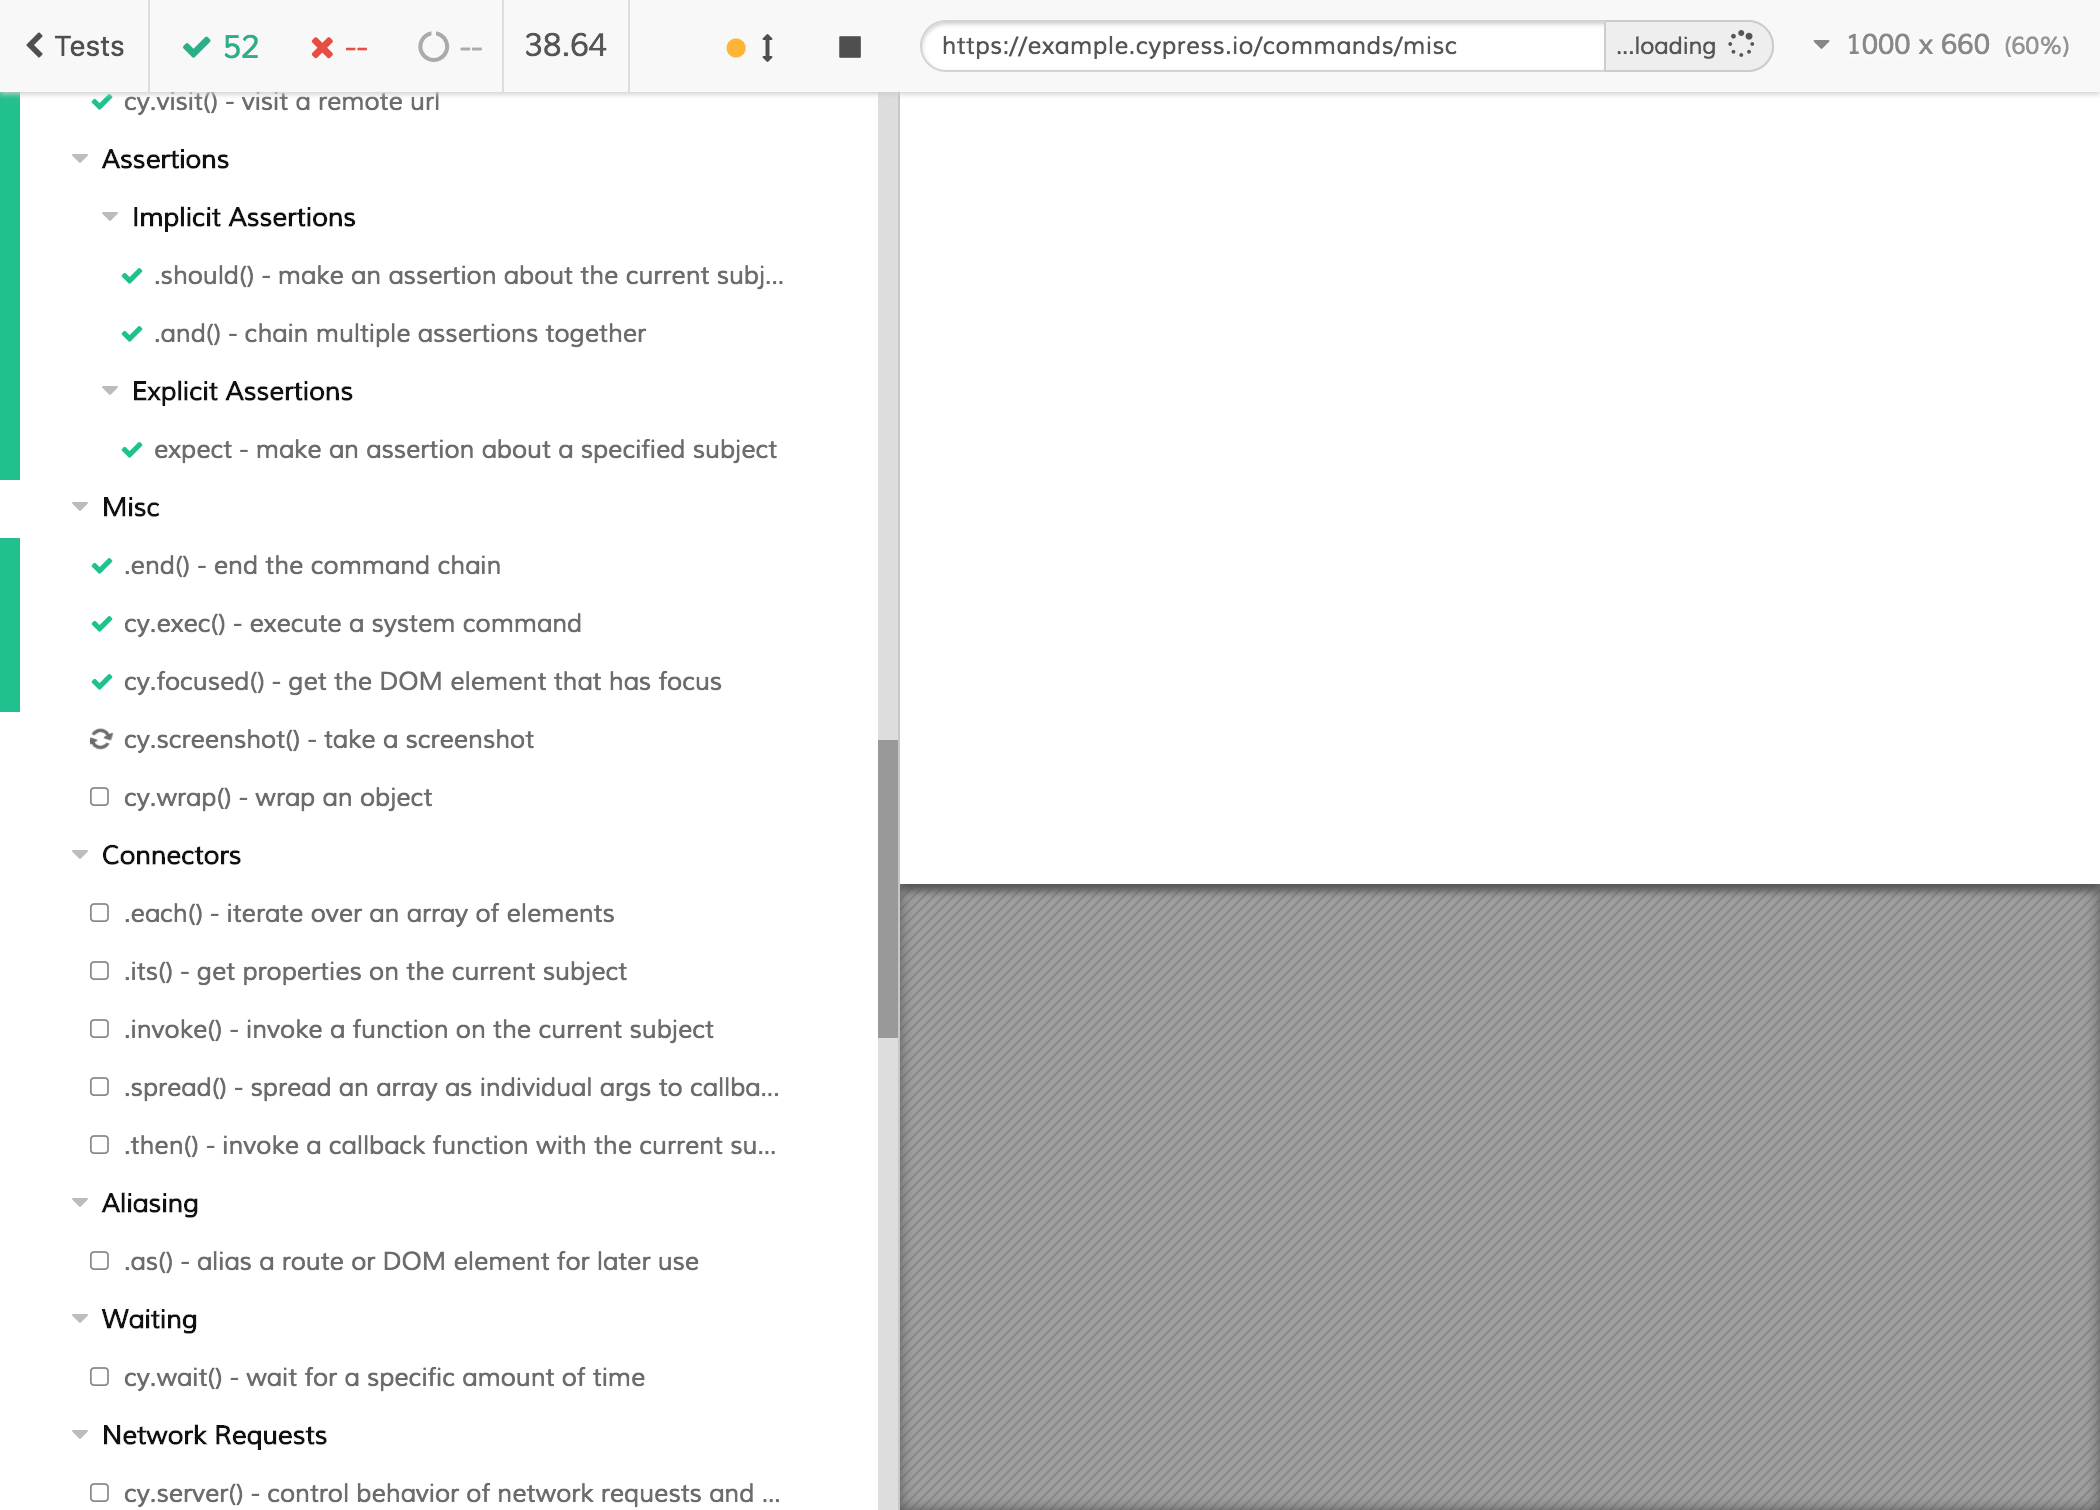 Tests 52 -- -- 38.64 https://example.cypress.io/commands/misc ...loading 1000 x 660 (60%)
cy.visit() - visit a remote url
Assertions
Implicit Assertions
.should() - make an assertion about the current subj...
.and() - chain multiple assertions together
Explicit Assertions
expect - make an assertion about a specified subject
Misc
.end() - end the command chain
cy.exec() - execute a system command
cy.focused() - get the DOM element that has focus
cy.screenshot() - take a screenshot
cy.wrap() - wrap an object
Connectors
.each() - iterate over an array of elements
.its() - get properties on the current subject
.invoke() - invoke a function on the current subject
.spread() - spread an array as individual args to callba...
.then() - invoke a callback function with the current su...
Aliasing
.as() - alias a route or DOM element for later use
Waiting
cy.wait() - wait for a specific amount of time
Network Requests
cy.server() - control behavior of network requests and ...